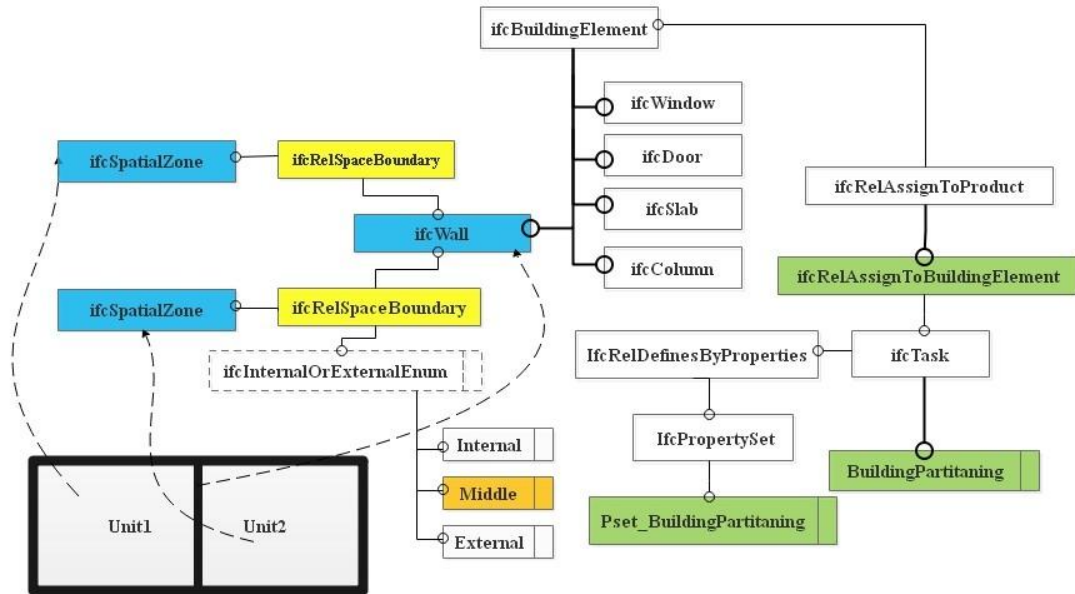 ifcBuildingElement
ifcWindow
ifcDoor
ifcSlab
ifcColumn
ifcSpatialZone
ifcRelSpaceBoundary
ifcWall
ifcSpatialZone
ifcRelSpaceBoundary
ifcInternalOrExternalEnum
Internal
Middle
External
Unit1
Unit2
ifcRelAssignToProduct
ifcRelAssignToBuildingElement
IfcRelDefinesByProperties
ifcTask
IfcPropertySet
BuildingPartitaning
Pset_BuildingPartitaning